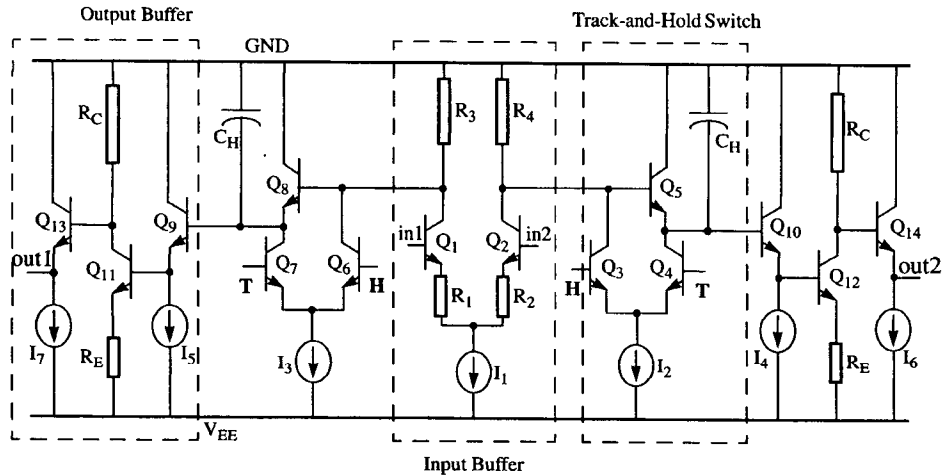 Output Buffer
Track-and-Hold Switch
GND
R_C
C_H
R_3
R_4
C_H
R_C
Q_8
Q_5
Q_13
Q_9
Q_10
Q_14
in1
Q_1
Q_2
in2
out1
Q_11
Q_7
Q_6
Q_3
Q_4
Q_12
out2
T
H
R_1
R_2
H
T
I_7
R_E
I_5
I_3
I_1
I_2
I_4
R_E
I_6
V_EE
Input Buffer